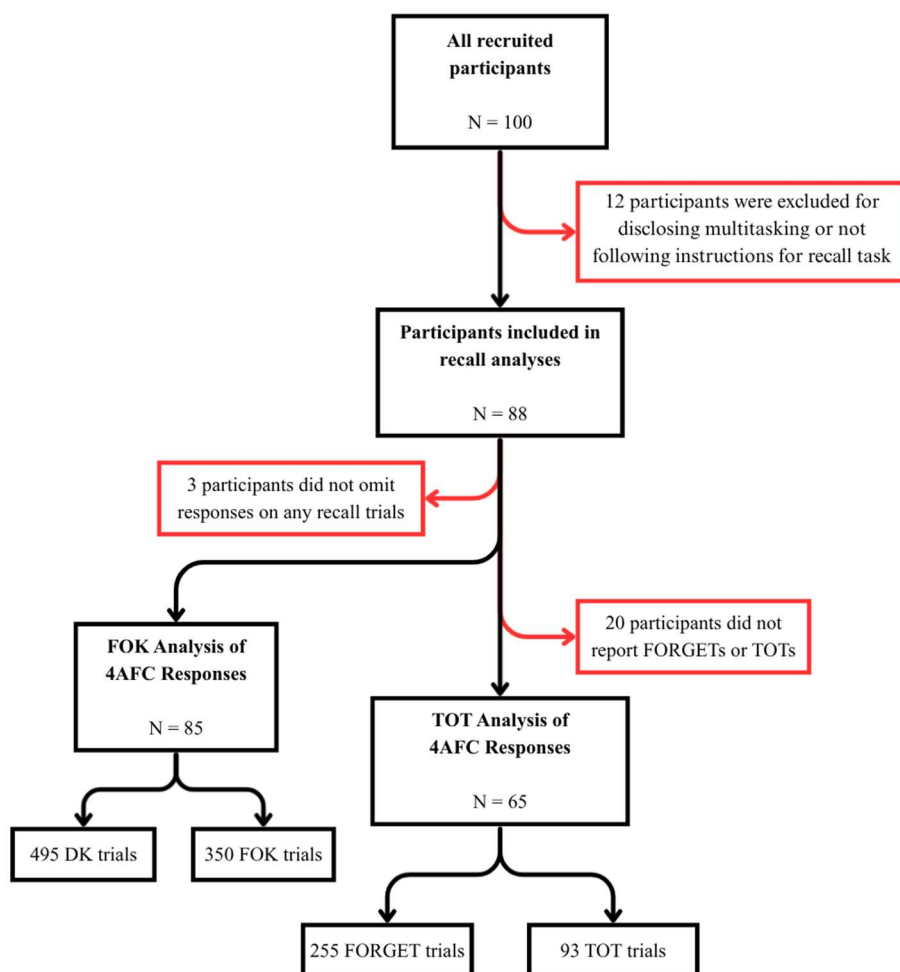 All recruited
participants
N = 100
12 participants were excluded for
disclosing multitasking or not
following instructions for recall task
Participants included in
recall analyses
N = 88
3 participants did not omit
responses on any recall trials
20 participants did not
report FORGETs or TOTs
FOK Analysis of
4AFC Responses
N = 85
TOT Analysis of
4AFC Responses
N = 65
495 DK trials
350 FOK trials
255 FORGET trials
93 TOT trials